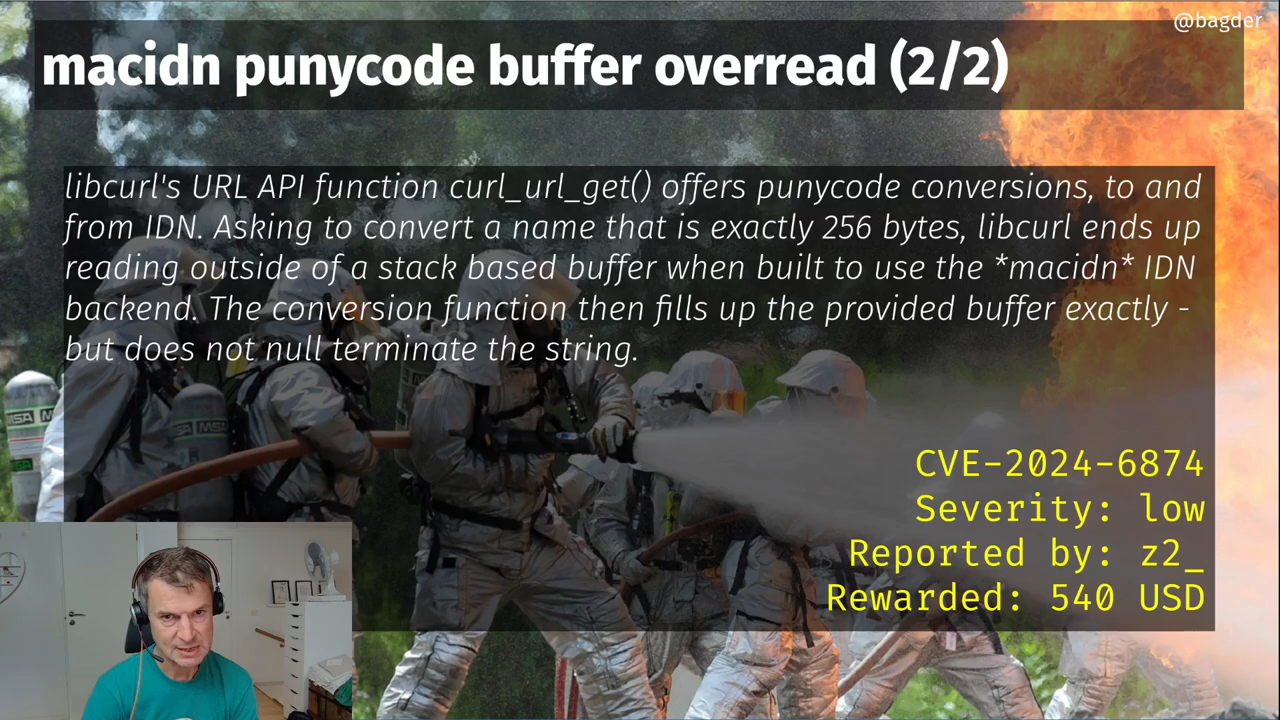 @bagder
macidn punycode buffer overread (2/2)
libcurl's URL API function curl_url_get() offers punycode conversions, to and
from IDN. Asking to convert a name that is exactly 256 bytes, libcurl ends up
reading outside of a stack based buffer when built to use the *macidn* IDN
backend. The conversion function then fills up the provided buffer exactly -
but does not null terminate the string.
MSA
CVE-2024-6874
Severity: low
Reported by: z2_
Rewarded: 540 USD